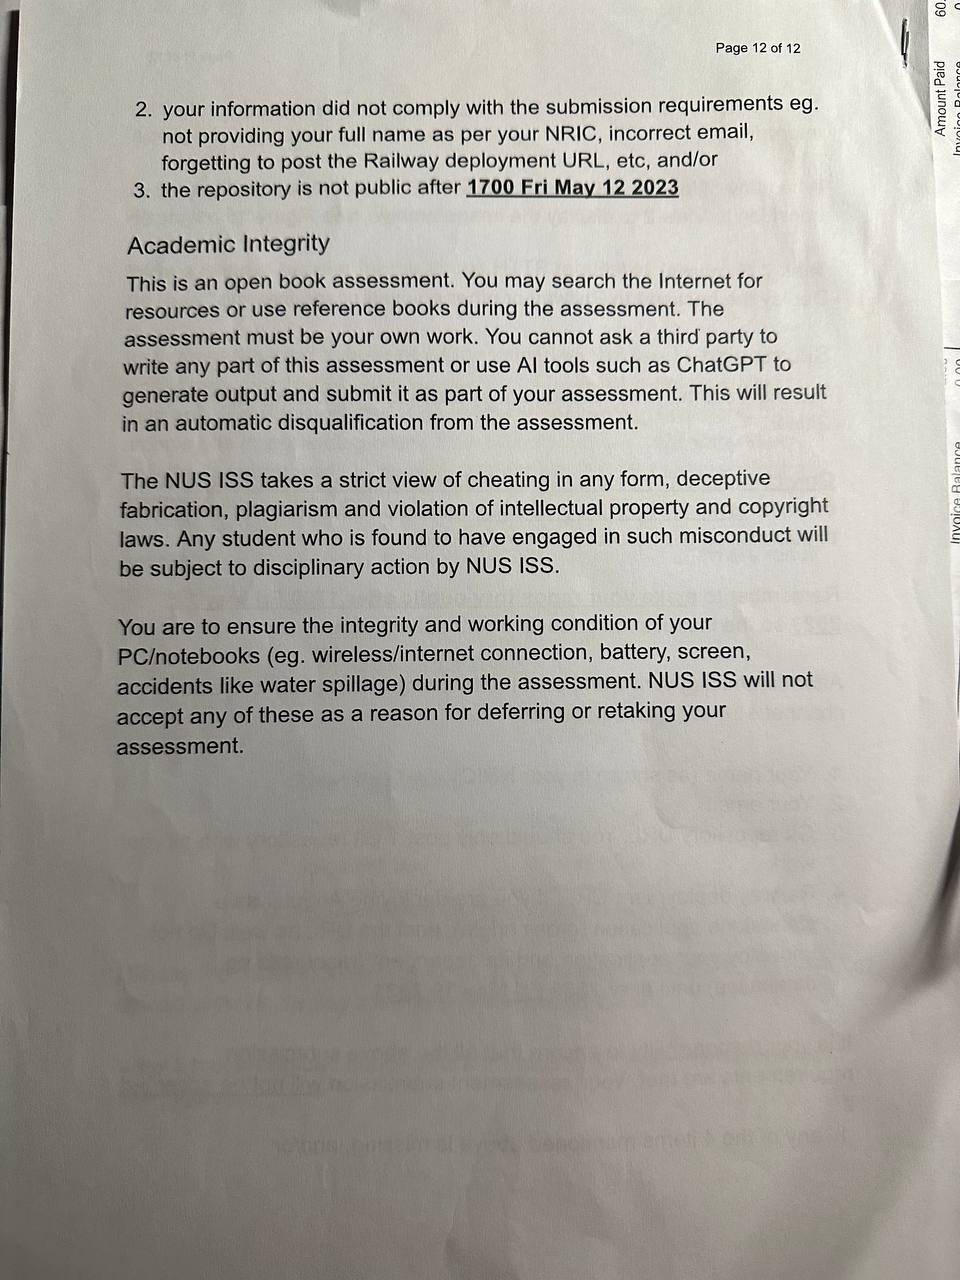 Page 12 of 12
2. your information did not comply with the submission requirements eg.
not providing your full name as per your NRIC, incorrect email,
forgetting to post the Railway deployment URL, etc, and/or
3. the repository is not public after 1700 Fri May 12 2023
Academic Integrity
This is an open book assessment. You may search the Internet for
resources or use reference books during the assessment. The
assessment must be your own work. You cannot ask a third party to
write any part of this assessment or use AI tools such as ChatGPT to
generate output and submit it as part of your assessment. This will result
in an automatic disqualification from the assessment.
The NUS ISS takes a strict view of cheating in any form, deceptive
fabrication, plagiarism and violation of intellectual property and copyright
laws. Any student who is found to have engaged in such misconduct will
be subject to disciplinary action by NUS ISS.
You are to ensure the integrity and working condition of your
PC/notebooks (eg. wireless/internet connection, battery, screen,
accidents like water spillage) during the assessment. NUS ISS will not
accept any of these as a reason for deferring or retaking your
assessment.
Amount Paid
60.
Invoice Balance
0.00
Invoice Balance